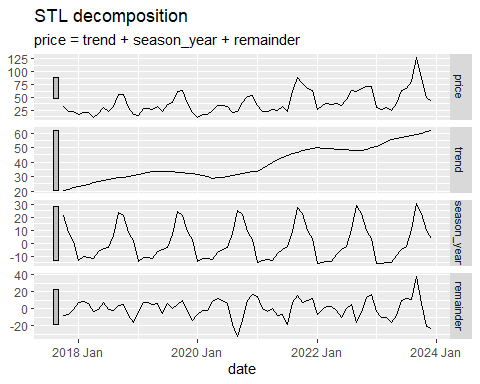 STL decomposition
price = trend + season_year + remainder
125
100
75
50
25
price
60
50
40
30
20
trend
30
20
10
0
-10
season_year
40
20
0
-20
remainder
2018 Jan
2020 Jan
2022 Jan
2024 Jan
date